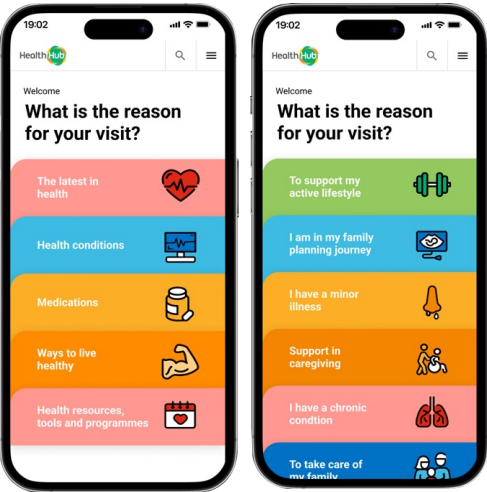 19:02
HealthHub
Welcome
What is the reason
for your visit?
The latest in
health
Health conditions
Medications
Ways to live
healthy
Health resources,
tools and programmes
19:02
HealthHub
Welcome
What is the reason
for your visit?
To support my
active lifestyle
I am in my family
planning journey
I have a minor
illness
Support in
caregiving
I have a chronic
condtion
To take care of
my family